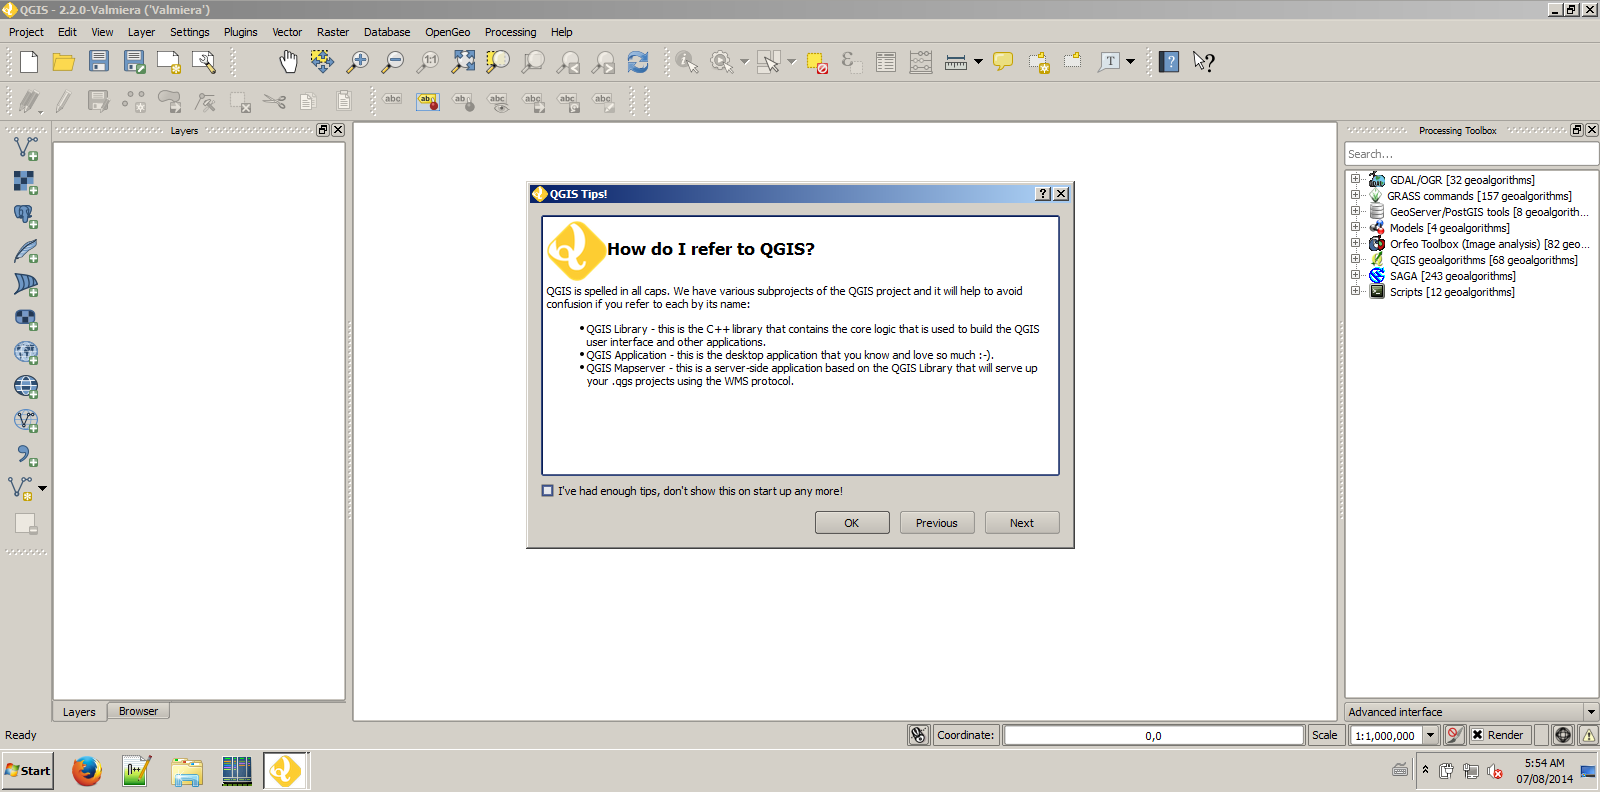 QGIS - 2.2.0-Valmiera ('Valmiera')
Project Edit View Layer Settings Plugins Vector Raster Database OpenGeo Processing Help
Layers
Processing Toolbox
Search...
GDAL/OGR [32 geoalgorithms]
GRASS commands [157 geoalgorithms]
GeoServer/PostGIS tools [8 geoalgorith...
Models [4 geoalgorithms]
Orfeo Toolbox (Image analysis) [82 geo...
QGIS geoalgorithms [68 geoalgorithms]
SAGA [243 geoalgorithms]
Scripts [12 geoalgorithms]
QGIS Tips!
How do I refer to QGIS?
QGIS is spelled in all caps. We have various subprojects of the QGIS project and it will help to avoid
confusion if you refer to each by its name:
• QGIS Library - this is the C++ library that contains the core logic that is used to build the QGIS
user interface and other applications.
• QGIS Application - this is the desktop application that you know and love so much :-).
• QGIS Mapserver - this is a server-side application based on the QGIS Library that will serve up
your .qgs projects using the WMS protocol.
I've had enough tips, don't show this on start up any more!
OK Previous Next
Layers Browser
Advanced interface
Ready
Coordinate: 0,0 Scale 1:1,000,000 Render
Start
5:54 AM
07/08/2014